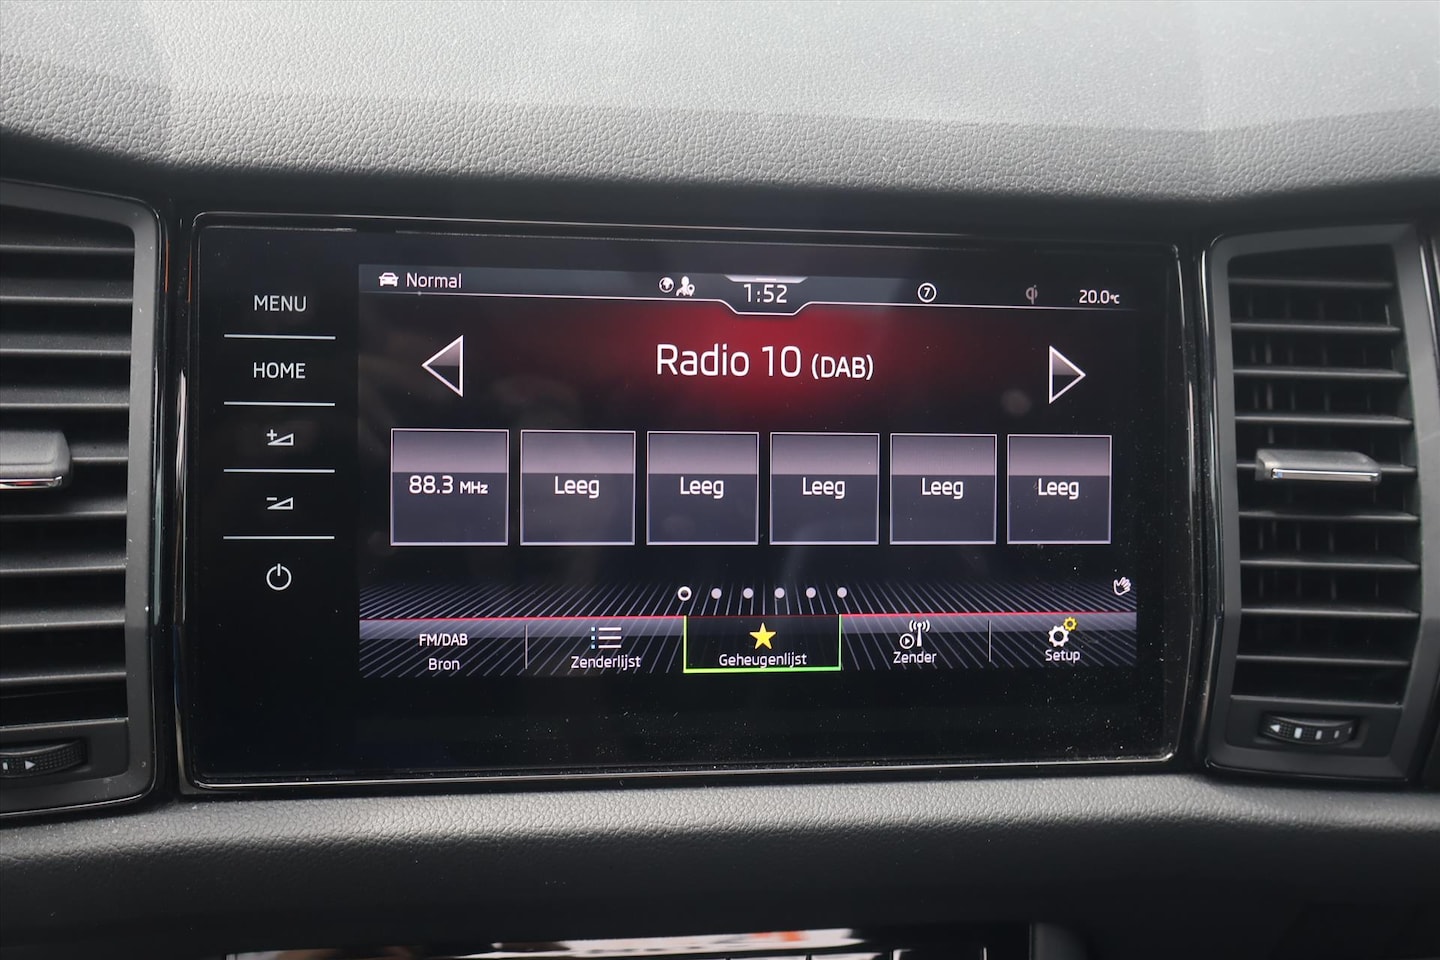 Normal
1:52
7
20.0°C
MENU
HOME
Radio 10 (DAB)
88.3 MHz
Leeg
Leeg
Leeg
Leeg
Leeg
FM/DAB
Bron
Zenderlijst
Geheugenlijst
Zender
Setup